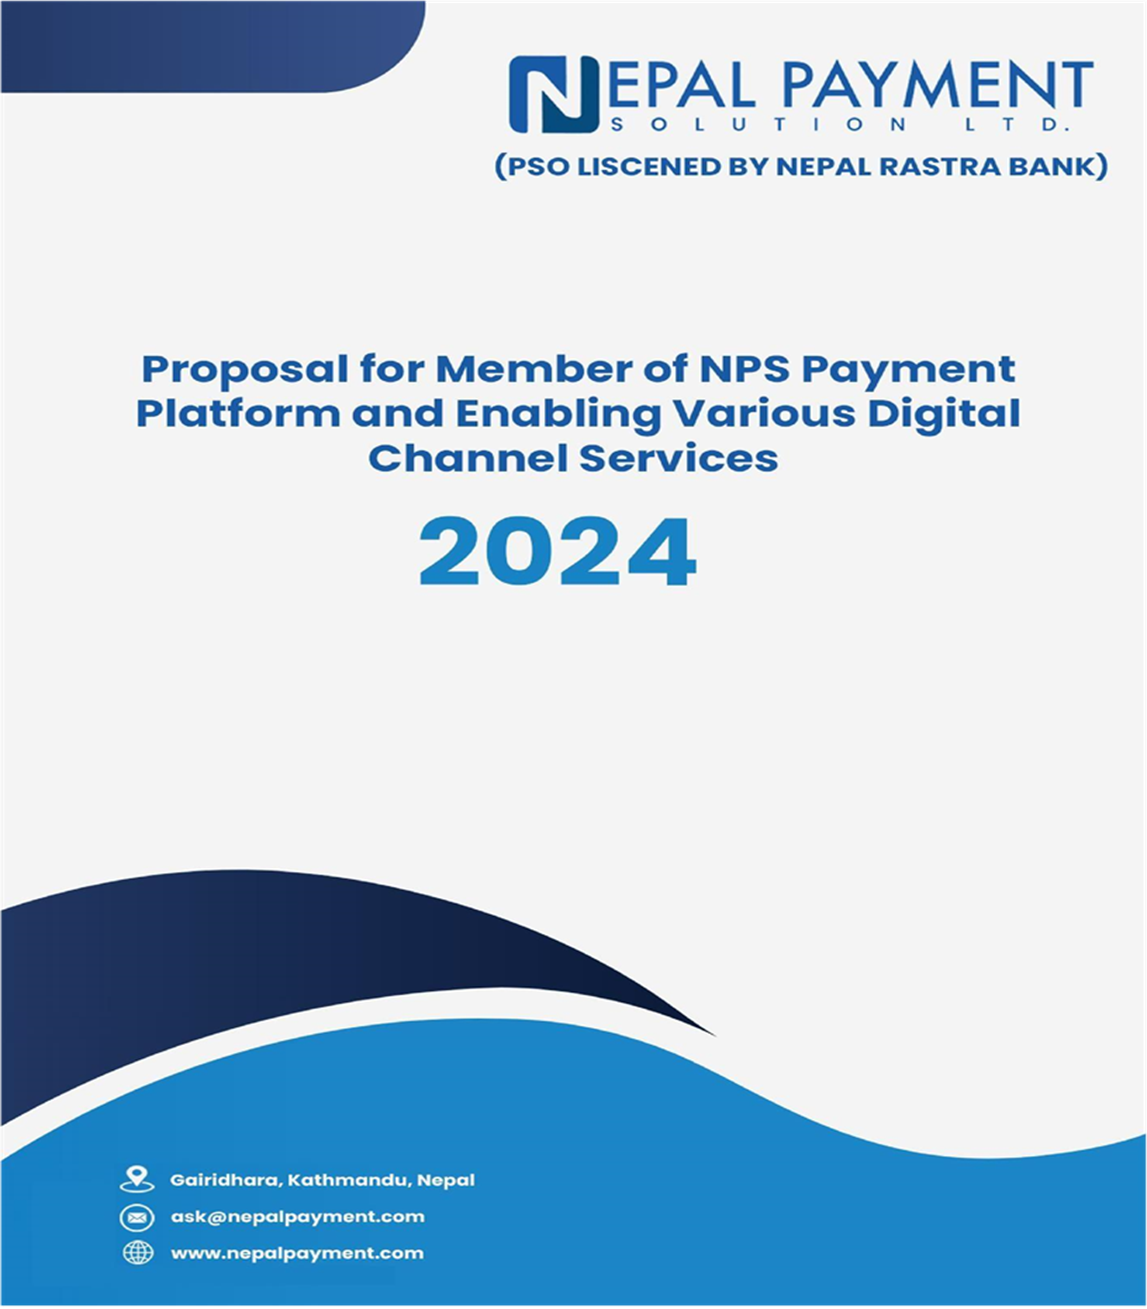 NEPAL PAYMENT
SOLUTION LTD.
(PSO LISCENED BY NEPAL RASTRA BANK)
Proposal for Member of NPS Payment
Platform and Enabling Various Digital
Channel Services
2024
Gairidhara, Kathmandu, Nepal
ask@nepalpayment.com
www.nepalpayment.com